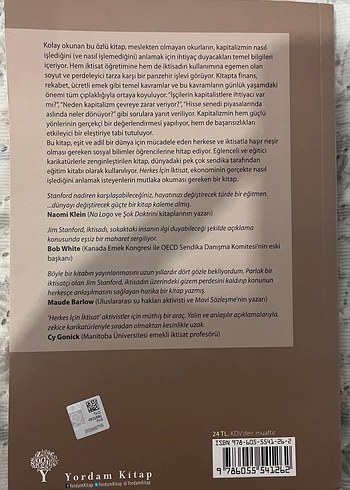 Kolay okunan bu özlü kitap, meslekten olmayan okurların, kapitalizmin nasıl
işlediğini (ve nasıl işlemediğini) anlamak için ihtiyaç duyacakları temel bilgileri
içeriyor. Hem iktisat öğretimine hem de iktisadın kullanımına egemen olan
soyut ve perdeleyici tarza karşı bir panzehir işlevi görüyor. Kitapta finans,
rekabet, ücretli emek gibi temel kavramlar ve bu kavramların gündelik yaşamdaki
önemi tüm çıplaklığıyla ortaya koyuluyor. "İşçilerin kapitalistlere ihtiyacı var
mı?", "Neden kapitalizm çevreye zarar veriyor?", "Hisse senedi piyasalarında
aslında neler dönüyor?" gibi sorulara yanıt veriliyor. Kapitalizmin hem güçlü
yönlerinin gerçekçi bir değerlendirmesi yapılıyor, hem de başarısızlıkları
etkileyici bir eleştiriye tabi tutuluyor.
Bu kitap, eşit ve adil bir dünya için mücadele eden herkese ve iktisatla haşır neşir
olması gereken sosyal bilimler öğrencilerine hitap ediyor. Eğlenceli ve eğitici
karikatürlerle zenginleştirilen kitap, dünyadaki pek çok sendika tarafından
eğitim kitabı olarak kullanılıyor. Herkes İçin İktisat, ekonominin gerçekte nasıl
işlediğini anlamak isteyenlerin mutlaka okuması gereken bir kitap.
Stanford nadiren karşılaşabileceğiniz, hayatınızı değiştirecek türde bir eğitmen.
...dünyayı değiştirecek güçte bir kitap kaleme almış.
Naomi Klein (No Logo ve Şok Doktrini kitaplarının yazarı)
Jim Stanford, iktisadı, sokaktaki insanın ilgi duyabileceği şekilde açıklama
konusunda eşsiz bir maharet sergiliyor.
Bob White (Kanada Emek Kongresi ile OECD Sendika Danışma Komitesi'nin eski
başkanı)
Böyle bir kitabın yayınlanmasını uzun yıllardır dört gözle bekliyordum. Parlak bir
iktisatçı olan Jim Stanford, iktisadın üzerindeki gizem perdesini kaldırıp konunun
herkesçe anlaşılmasını sağlayan harika bir kitap yazmış.
Maude Barlow (Uluslararası su hakları aktivisti ve Mavi Sözleşme'nin yazarı)
'Herkes İçin İktisat' aktivistler için müthiş bir araç. Yalın ve anlaşılır açıklamalarıyla,
zekice karikatürleriyle sıradan olmaktan kesinlikle uzak.
Cy Gonick (Manitoba Üniversitesi emekli iktisat profesörü)
24 TL, KDV'den muaftır.
ISBN 978-605-5541-26-2
9 786055 541262
Yordam Kitap
YordamKitap YordamKitap YordamKitap